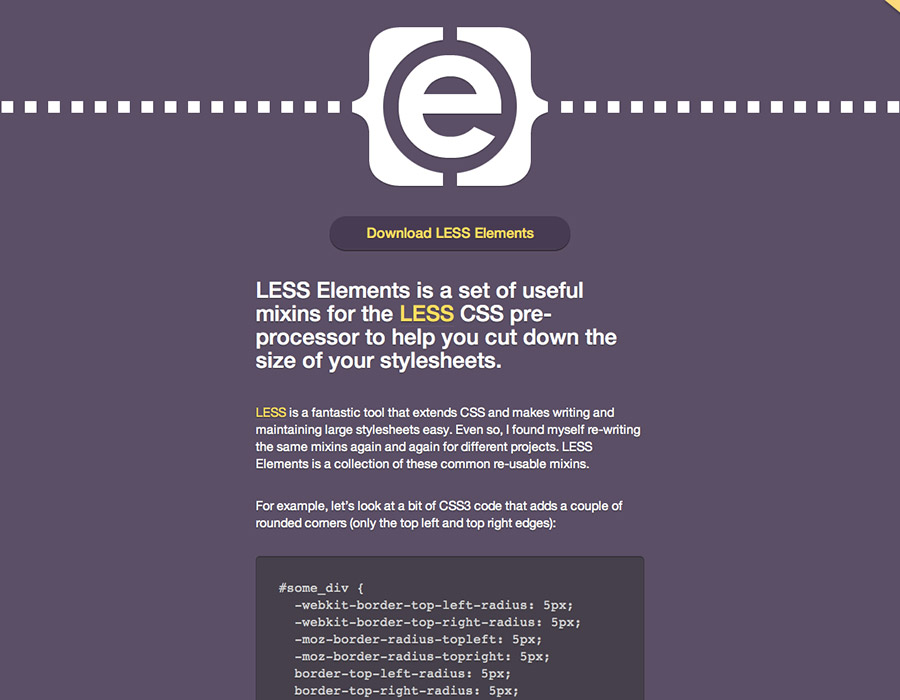 e
Download LESS Elements
LESS Elements is a set of useful
mixins for the LESS CSS pre-
processor to help you cut down the
size of your stylesheets.
LESS is a fantastic tool that extends CSS and makes writing and
maintaining large stylesheets easy. Even so, I found myself re-writing
the same mixins again and again for different projects. LESS
Elements is a collection of these common re-usable mixins.
For example, let’s look at a bit of CSS3 code that adds a couple of
rounded corners (only the top left and top right edges):
#some_div {
-webkit-border-top-left-radius: 5px;
-webkit-border-top-right-radius: 5px;
-moz-border-radius-topleft: 5px;
-moz-border-radius-topright: 5px;
border-top-left-radius: 5px;
border-top-right-radius: 5px;